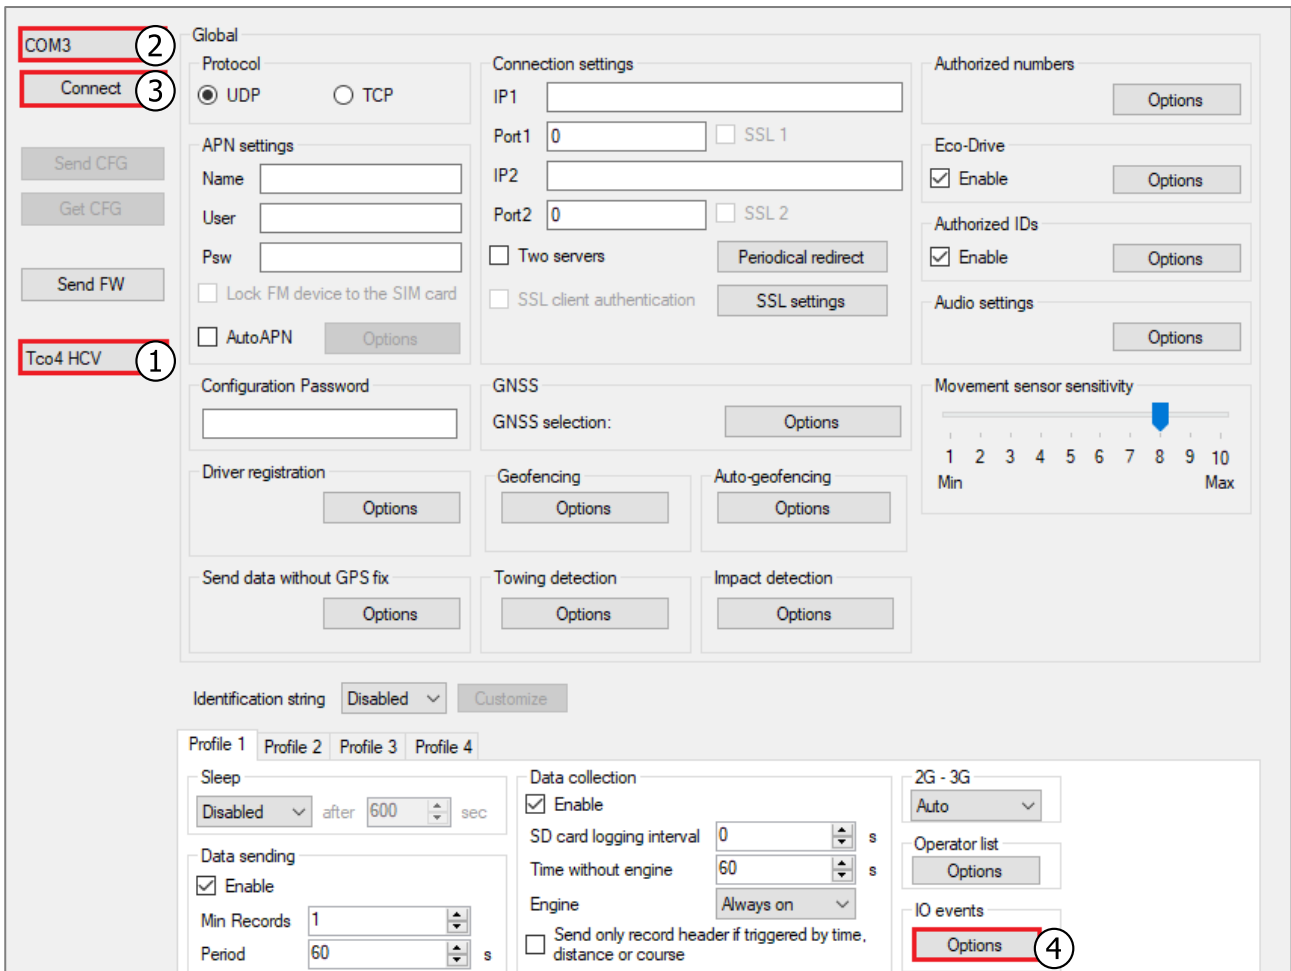 COM3
2
Connect
3
Send CFG
Get CFG
Send FW
Tco4 HCV
1
Global
Protocol
UDP
TCP
APN settings
Name
User
Psw
Lock FM device to the SIM card
AutoAPN
Options
Configuration Password
Driver registration
Options
Send data without GPS fix
Options
Connection settings
IP1
Port1
0
SSL 1
IP2
Port2
0
SSL 2
Two servers
Periodical redirect
SSL client authentication
SSL settings
GNSS
GNSS selection:
Options
Geofencing
Options
Auto-geofencing
Options
Towing detection
Options
Impact detection
Options
Authorized numbers
Options
Eco-Drive
Enable
Options
Authorized IDs
Enable
Options
Audio settings
Options
Movement sensor sensitivity
1 2 3 4 5 6 7 8 9 10
Min
Max
Identification string
Disabled
Customize
Profile 1
Profile 2
Profile 3
Profile 4
Sleep
Disabled
after
600
sec
Data sending
Enable
Min Records
1
Period
60
s
Data collection
Enable
SD card logging interval
0
s
Time without engine
60
s
Engine
Always on
Send only record header if triggered by time,
distance or course
2G - 3G
Auto
Operator list
Options
IO events
Options
4